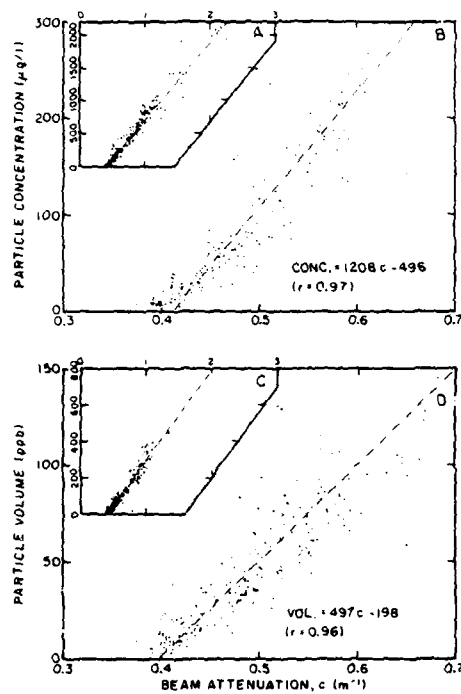 0 1 2 3
A
B
2000
1500
1000
500
0
300
200
100
0
PARTICLE CONCENTRATION (µg/l)
CONC. = 1208 c - 496
(r = 0.97)
0.3 0.4 0.5 0.6 0.7
0 1 2 3
C
D
800
600
400
200
0
150
100
50
0
PARTICLE VOLUME (ppb)
VOL. = 497 c - 198
(r = 0.96)
0.3 0.4 0.5 0.6 0.7
BEAM ATTENUATION, c (m⁻¹)